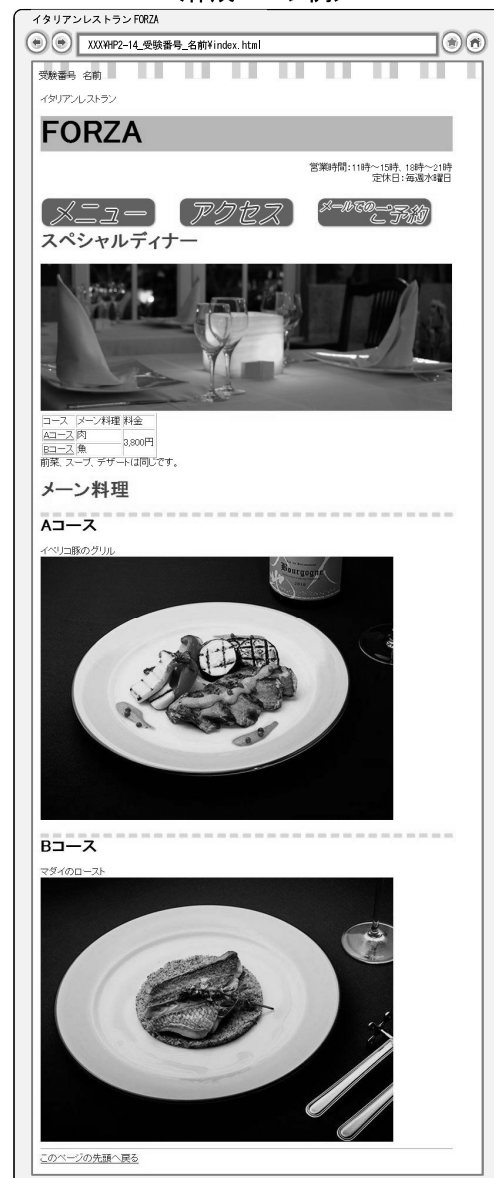 イタリアンレストラン FORZA
XXX¥HP2-14_受験番号_名前¥index.html
受験番号 名前
イタリアンレストラン
FORZA
営業時間:11時～15時、18時～21時
定休日:毎週水曜日
メニュー アクセス メールでのご予約
スペシャルディナー
コース メーン料理 料金
Aコース 肉 3,800円
Bコース 魚
前菜、スープ、デザートは同じです。
メーン料理
Aコース
イベリコ豚のグリル
Bourgogne
Bコース
マダイのロースト
このページの先頭へ戻る